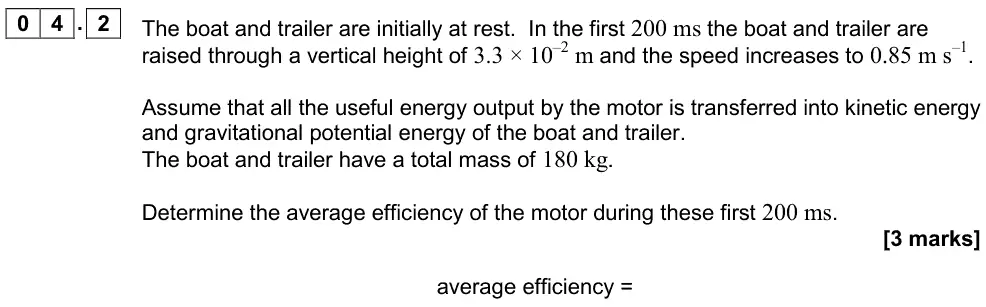 0 4 . 2 The boat and trailer are initially at rest. In the first 200 ms the boat and trailer are
raised through a vertical height of 3.3 × 10⁻² m and the speed increases to 0.85 m s⁻¹.
Assume that all the useful energy output by the motor is transferred into kinetic energy
and gravitational potential energy of the boat and trailer.
The boat and trailer have a total mass of 180 kg.
Determine the average efficiency of the motor during these first 200 ms.
[3 marks]
average efficiency =